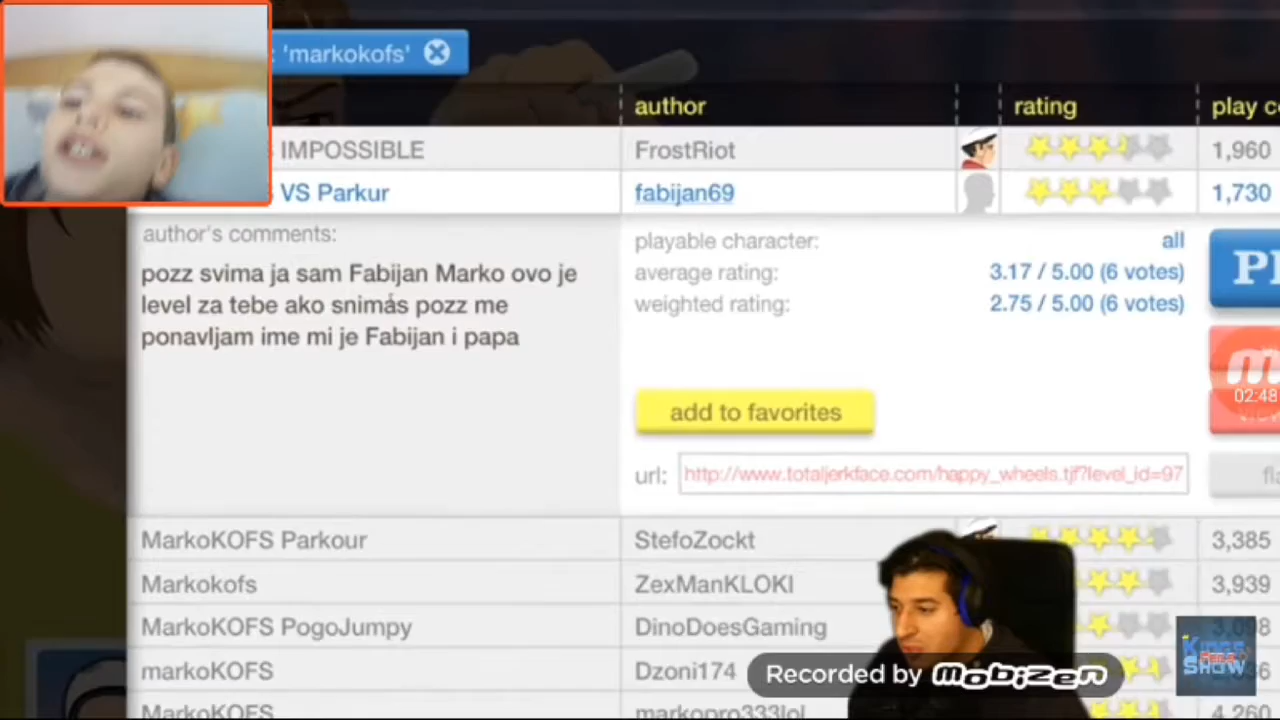 : 'markokofs'
author
rating
play c
IMPOSSIBLE
FrostRiot
1,960
VS Parkur
fabijan69
1,730
author's comments:
pozz svima ja sam Fabijan Marko ovo je
level za tebe ako snimás pozz me
ponavljam ime mi je Fabijan i papa
playable character:
all
average rating:
3.17 / 5.00 (6 votes)
weighted rating:
2.75 / 5.00 (6 votes)
add to favorites
02:48
url:
http://www.totaljerkface.com/happy_wheels.tjf?level_id=97
MarkoKOFS Parkour
StefoZockt
3,385
Markokofs
ZexManKLOKI
3,939
MarkoKOFS PogoJumpy
DinoDoesGaming
markoKOFS
Dzoni174
MarkoKOFS
markopro333lol
4,260
Recorded by mobizen
Show